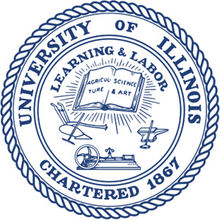 UNIVERSITY OF ILLINOIS
LEARNING & LABOR
AGRICUL SCIENCE
TURE & ART
CHARTERED 1867